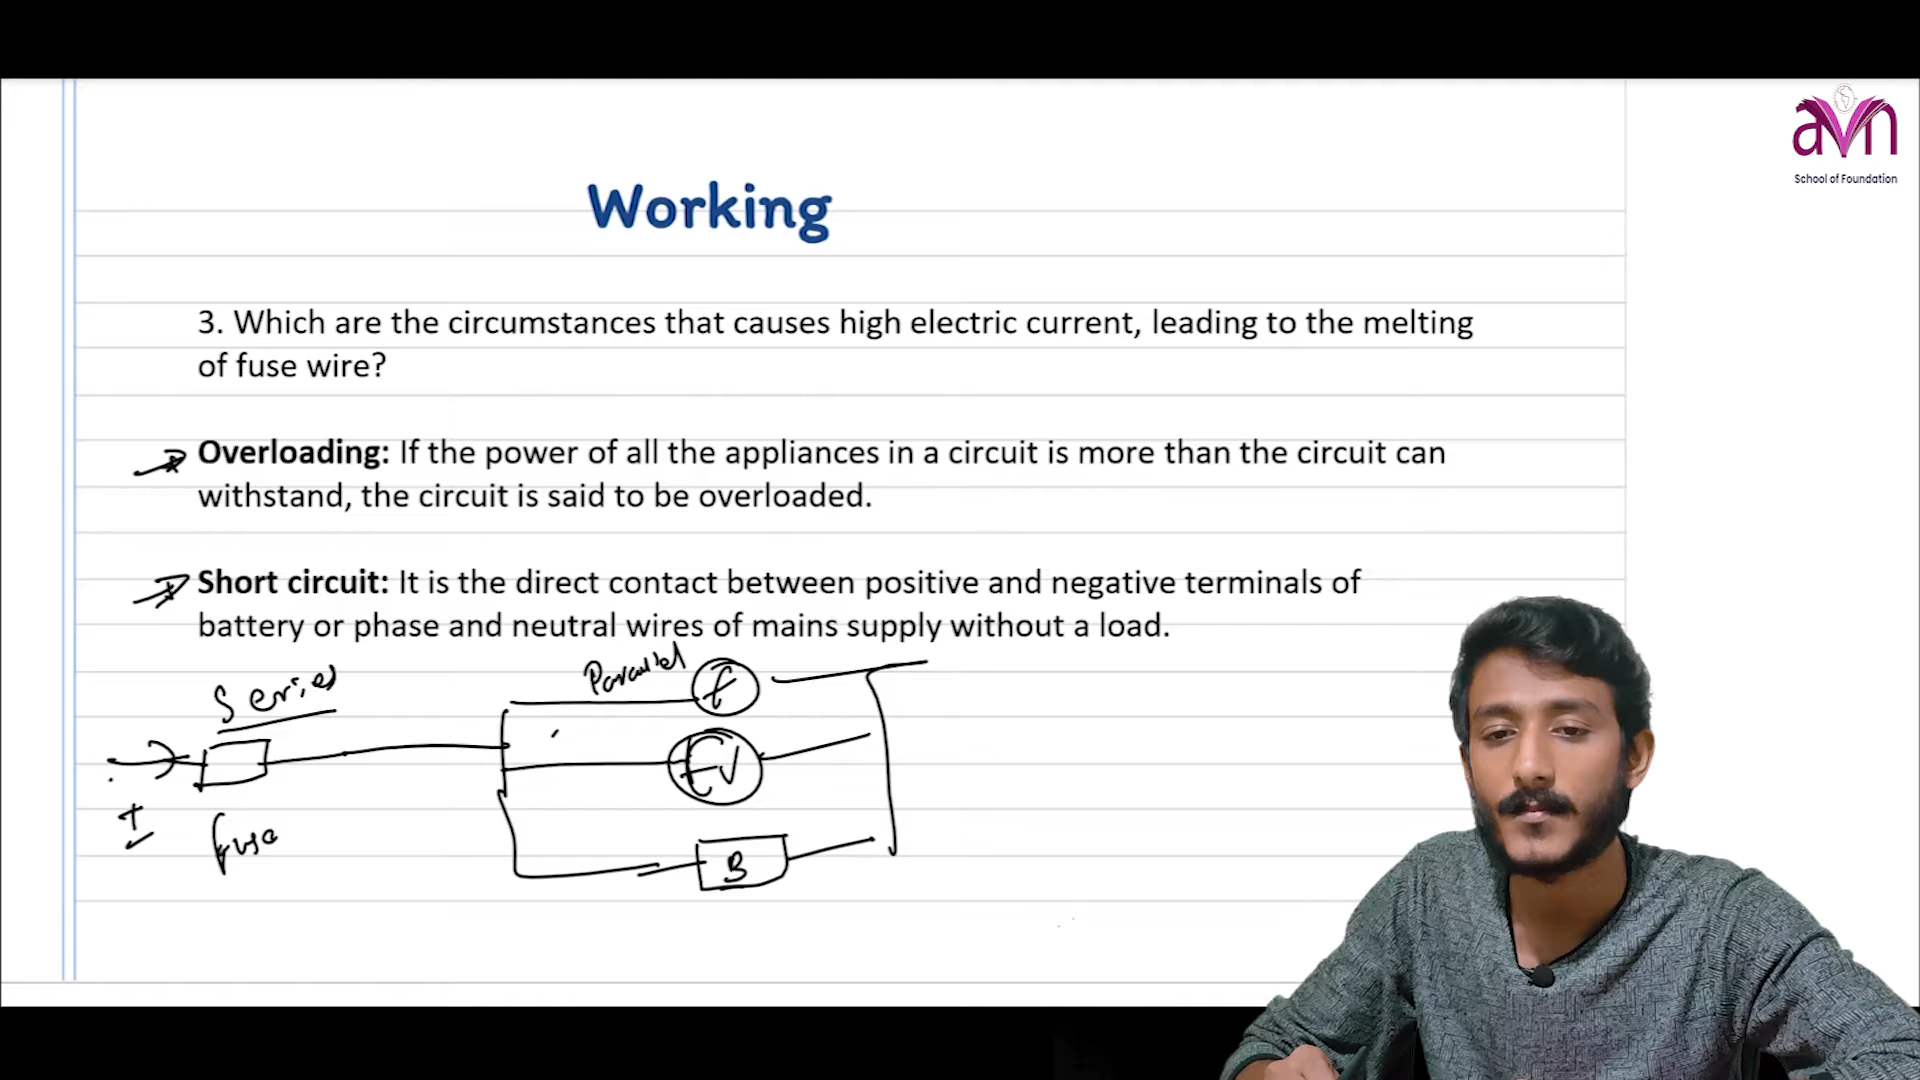 avn
School of Foundation
Working
3. Which are the circumstances that causes high electric current, leading to the melting
of fuse wire?
Overloading: If the power of all the appliances in a circuit is more than the circuit can
withstand, the circuit is said to be overloaded.
Short circuit: It is the direct contact between positive and negative terminals of
battery or phase and neutral wires of mains supply without a load.
Series
Parallel
f
B
fuse